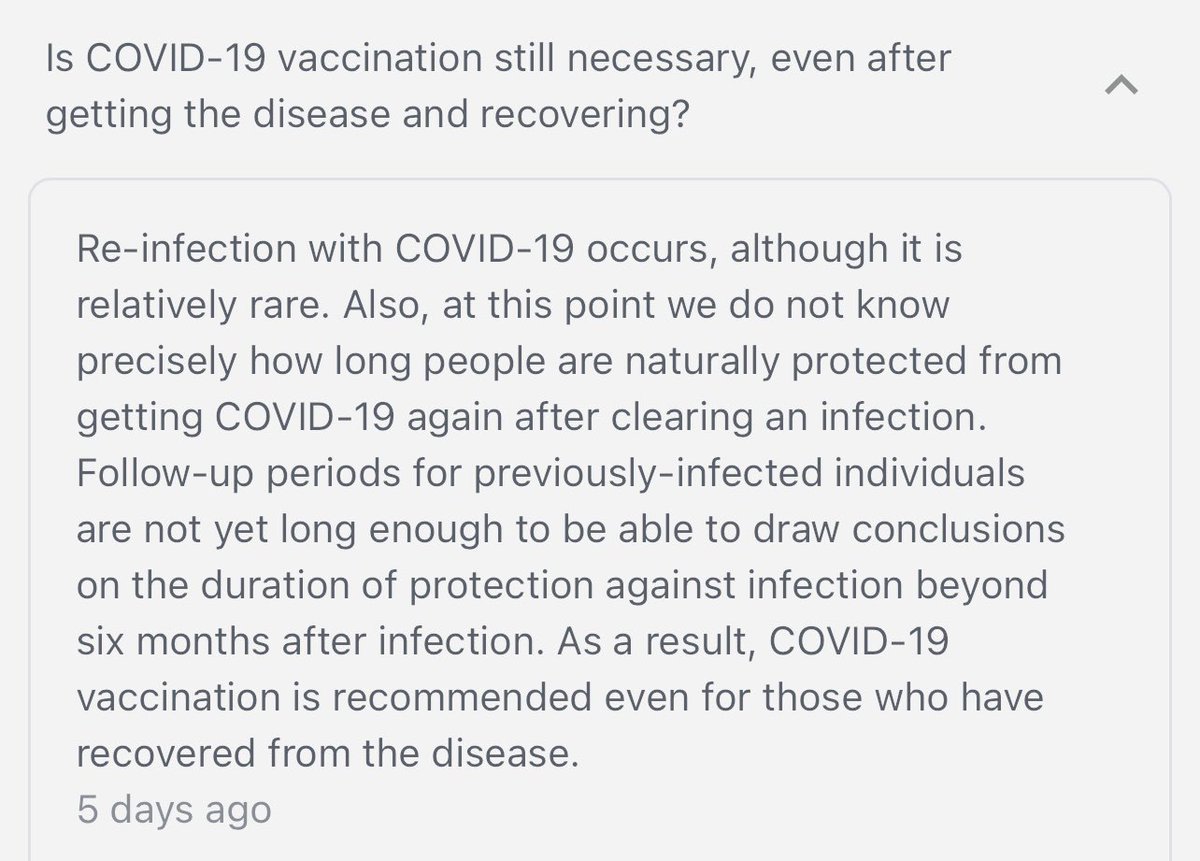 Is COVID-19 vaccination still necessary, even after
getting the disease and recovering?
Re-infection with COVID-19 occurs, although it is
relatively rare. Also, at this point we do not know
precisely how long people are naturally protected from
getting COVID-19 again after clearing an infection.
Follow-up periods for previously-infected individuals
are not yet long enough to be able to draw conclusions
on the duration of protection against infection beyond
six months after infection. As a result, COVID-19
vaccination is recommended even for those who have
recovered from the disease.
5 days ago